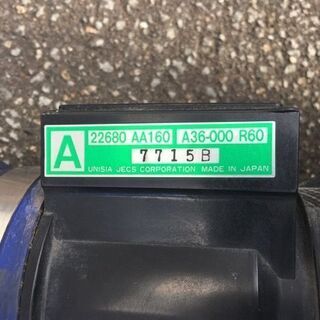 A
22680 AA160 A36-000 R60
7715B
UNISIA JECS CORPORATION MADE IN JAPAN